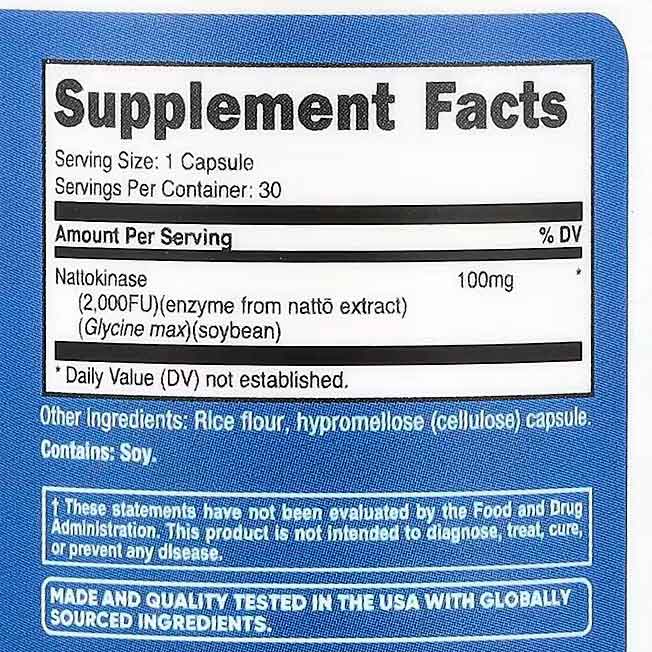 Supplement Facts
Serving Size: 1 Capsule
Servings Per Container: 30
Amount Per Serving % DV
Nattokinase 100mg *
(2,000FU)(enzyme from nattō extract)
(Glycine max)(soybean)
* Daily Value (DV) not established.
Other Ingredients: Rice flour, hypromellose (cellulose) capsule.
Contains: Soy.
† These statements have not been evaluated by the Food and Drug
Administration. This product is not intended to diagnose, treat, cure,
or prevent any disease.
MADE AND QUALITY TESTED IN THE USA WITH GLOBALLY
SOURCED INGREDIENTS.